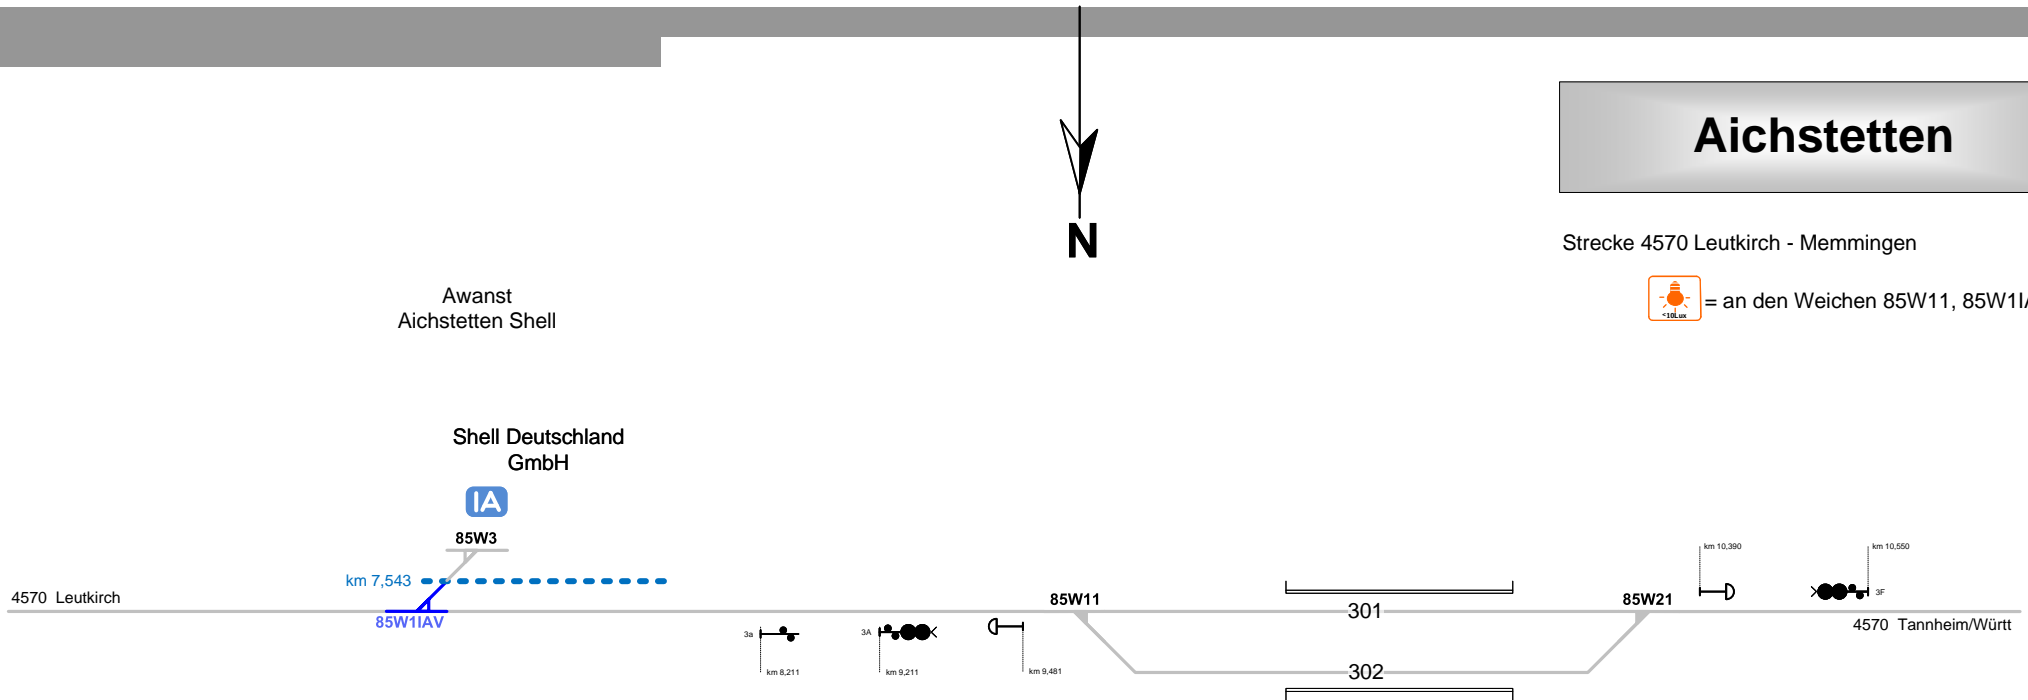 Aichstetten
N
Strecke 4570 Leutkirch - Memmingen
<10Lux
= an den Weichen 85W11, 85W1IA
Awanst
Aichstetten Shell
Shell Deutschland
GmbH
IA
85W3
km 7,543
4570 Leutkirch
85W1IAV
3a
km 8,211
3A
km 9,211
km 9,481
85W11
301
302
85W21
km 10,390
km 10,550
3F
4570 Tannheim/Württ